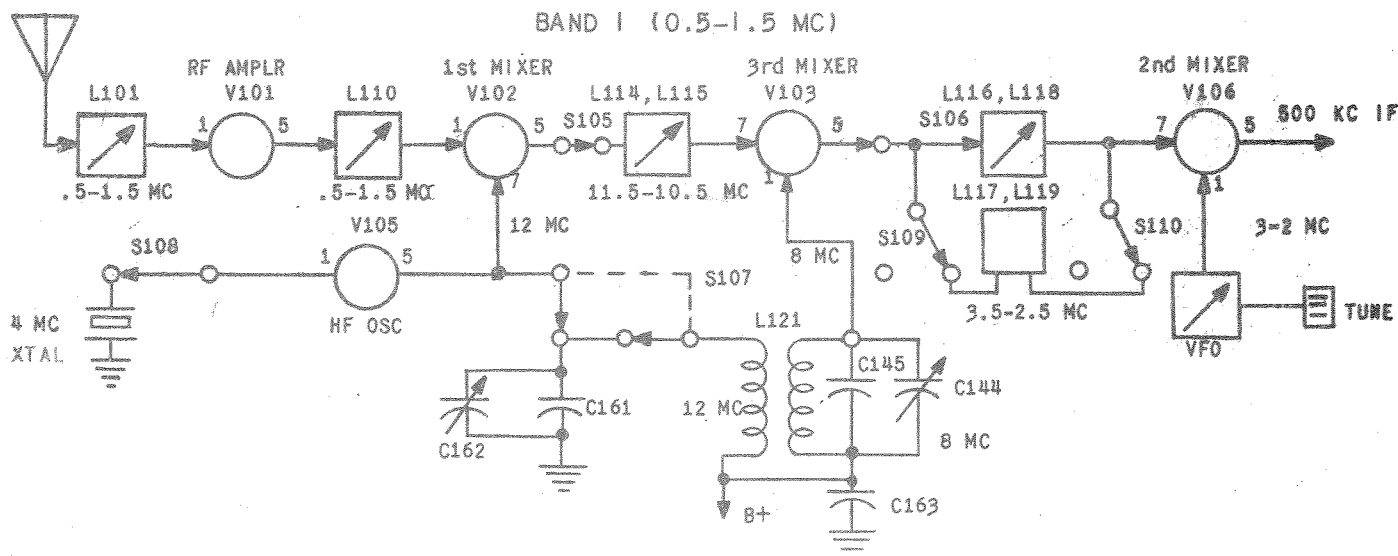 BAND 1 (0.5-1.5 MC)
RF AMPLR
V101
1st MIXER
V102
3rd MIXER
V103
2nd MIXER
V106
L101
L110
L114, L115
L116, L118
S105
S106
500 KC IF
1
5
1
5
7
7
5
1
7
5
1
.5-1.5 MC
.5-1.5 MC
11.5-10.5 MC
L117, L119
V105
12 MC
8 MC
S108
1
5
S109
S110
3-2 MC
HF OSC
S107
3.5-2.5 MC
4 MC
XTAL
L121
VFO
TUNE
C145
C144
12 MC
C161
C162
8 MC
B+
C163